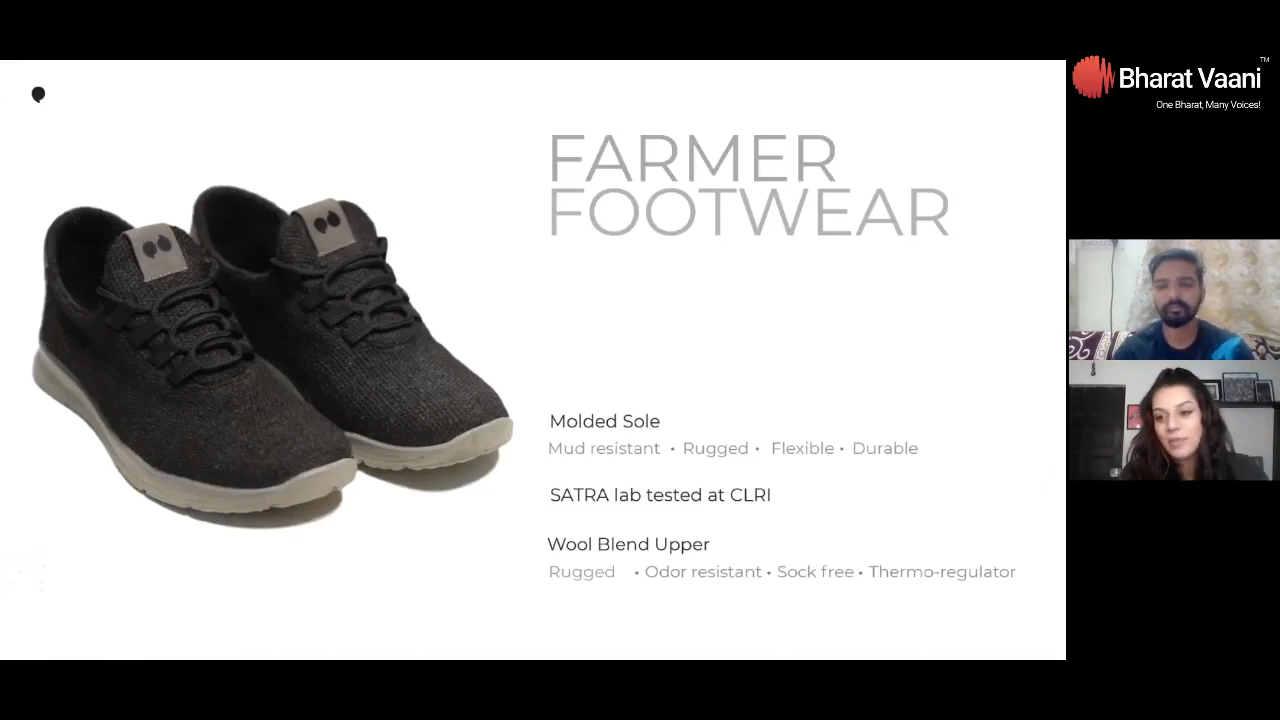 Bharat Vaani™
One Bharat, Many Voices!
FARMER
FOOTWEAR
Molded Sole
Mud resistant • Rugged • Flexible • Durable
SATRA lab tested at CLRI
Wool Blend Upper
Rugged • Odor resistant • Sock free • Thermo-regulator